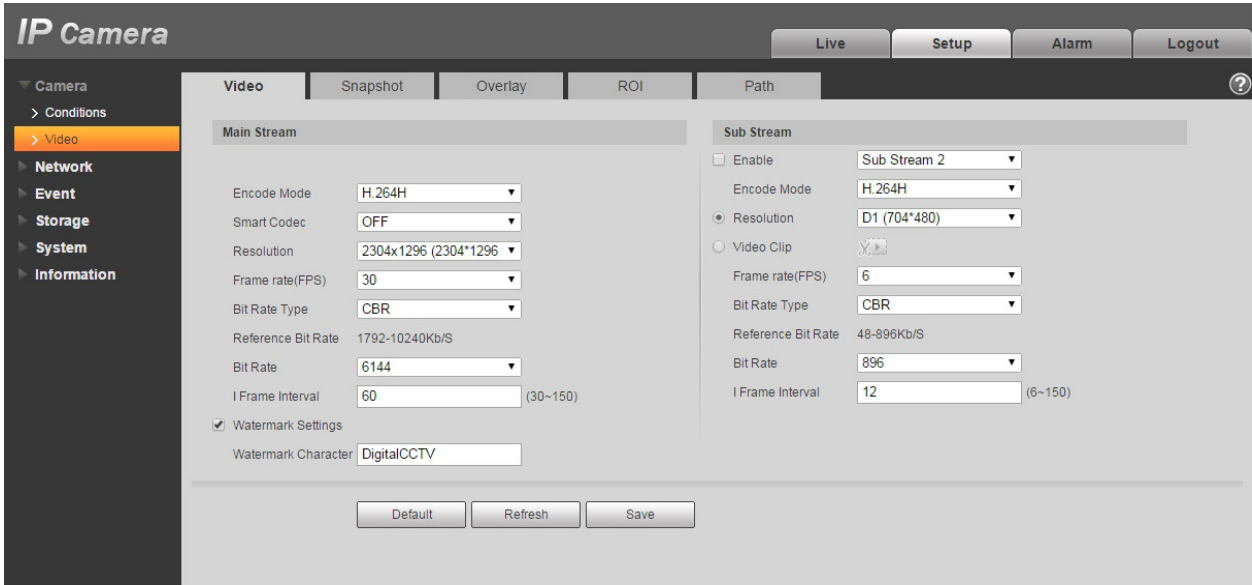 IP Camera
Live Setup Alarm Logout
Camera
Conditions
Video
Network
Event
Storage
System
Information
Video Snapshot Overlay ROI Path ?
Main Stream
Encode Mode H.264H
Smart Codec OFF
Resolution 2304x1296 (2304*1296
Frame rate(FPS) 30
Bit Rate Type CBR
Reference Bit Rate 1792-10240Kb/S
Bit Rate 6144
I Frame Interval 60 (30~150)
Watermark Settings
Watermark Character DigitalCCTV
Sub Stream
Enable Sub Stream 2
Encode Mode H.264H
Resolution D1 (704*480)
Video Clip
Frame rate(FPS) 6
Bit Rate Type CBR
Reference Bit Rate 48-896Kb/S
Bit Rate 896
I Frame Interval 12 (6~150)
Default Refresh Save